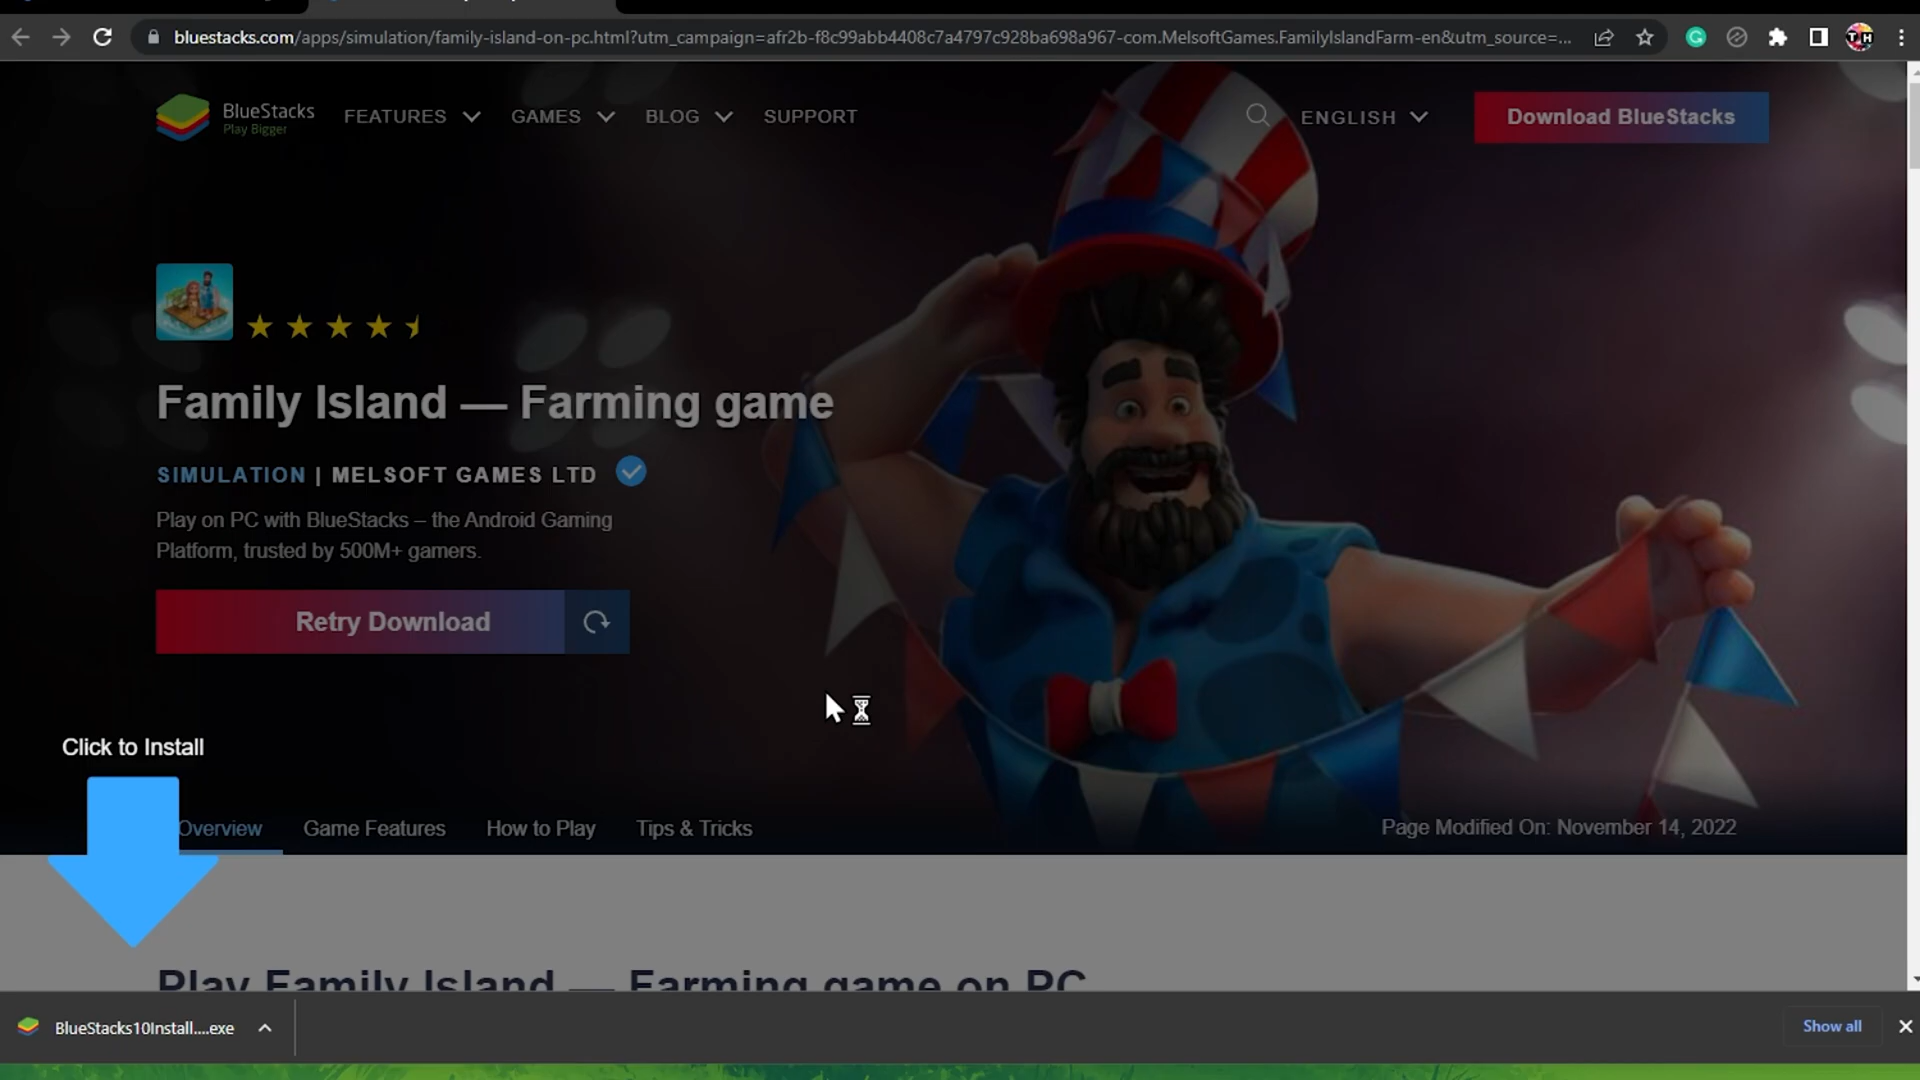 bluestacks.com/apps/simulation/family-island-on-pc.html?utm_campaign=afr2b-f8c99abb4408c7a4797c928ba698a967-com.MelsoftGames.FamilyIslandFarm-en&utm_source=...
BlueStacks
Play Bigger
FEATURES
GAMES
BLOG
SUPPORT
ENGLISH
Download BlueStacks
Family Island — Farming game
SIMULATION | MELSOFT GAMES LTD
Play on PC with BlueStacks – the Android Gaming
Platform, trusted by 500M+ gamers.
Retry Download
Click to Install
Overview
Game Features
How to Play
Tips & Tricks
Page Modified On: November 14, 2022
Play Family Island — Farming game on PC
BlueStacks10Install....exe
Show all